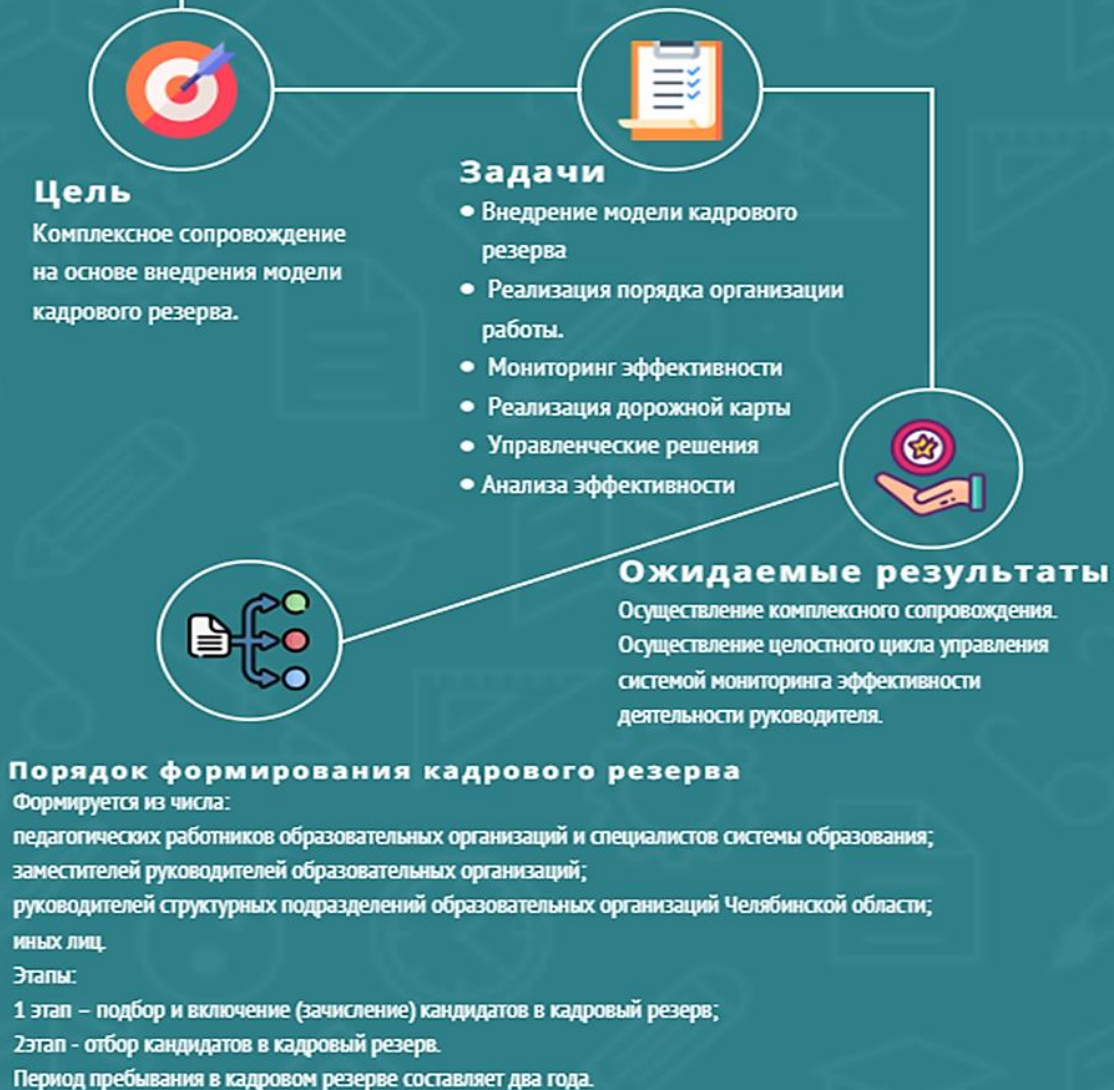 Цель
Комплексное сопровождение
на основе внедрения модели
кадрового резерва.
Задачи
● Внедрение модели кадрового
резерва
● Реализация порядка организации
работы.
● Мониторинг эффективности
● Реализация дорожной карты
● Управленческие решения
● Анализа эффективности
Ожидаемые результаты
Осуществление комплексного сопровождения.
Осуществление целостного цикла управления
системой мониторинга эффективности
деятельности руководителя.
Порядок формирования кадрового резерва
Формируется из числа:
педагогических работников образовательных организаций и специалистов системы образования;
заместителей руководителей образовательных организаций;
руководителей структурных подразделений образовательных организаций Челябинской области;
иных лиц.
Этапы:
1 этап – подбор и включение (зачисление) кандидатов в кадровый резерв;
2этап - отбор кандидатов в кадровый резерв.
Период пребывания в кадровом резерве составляет два года.